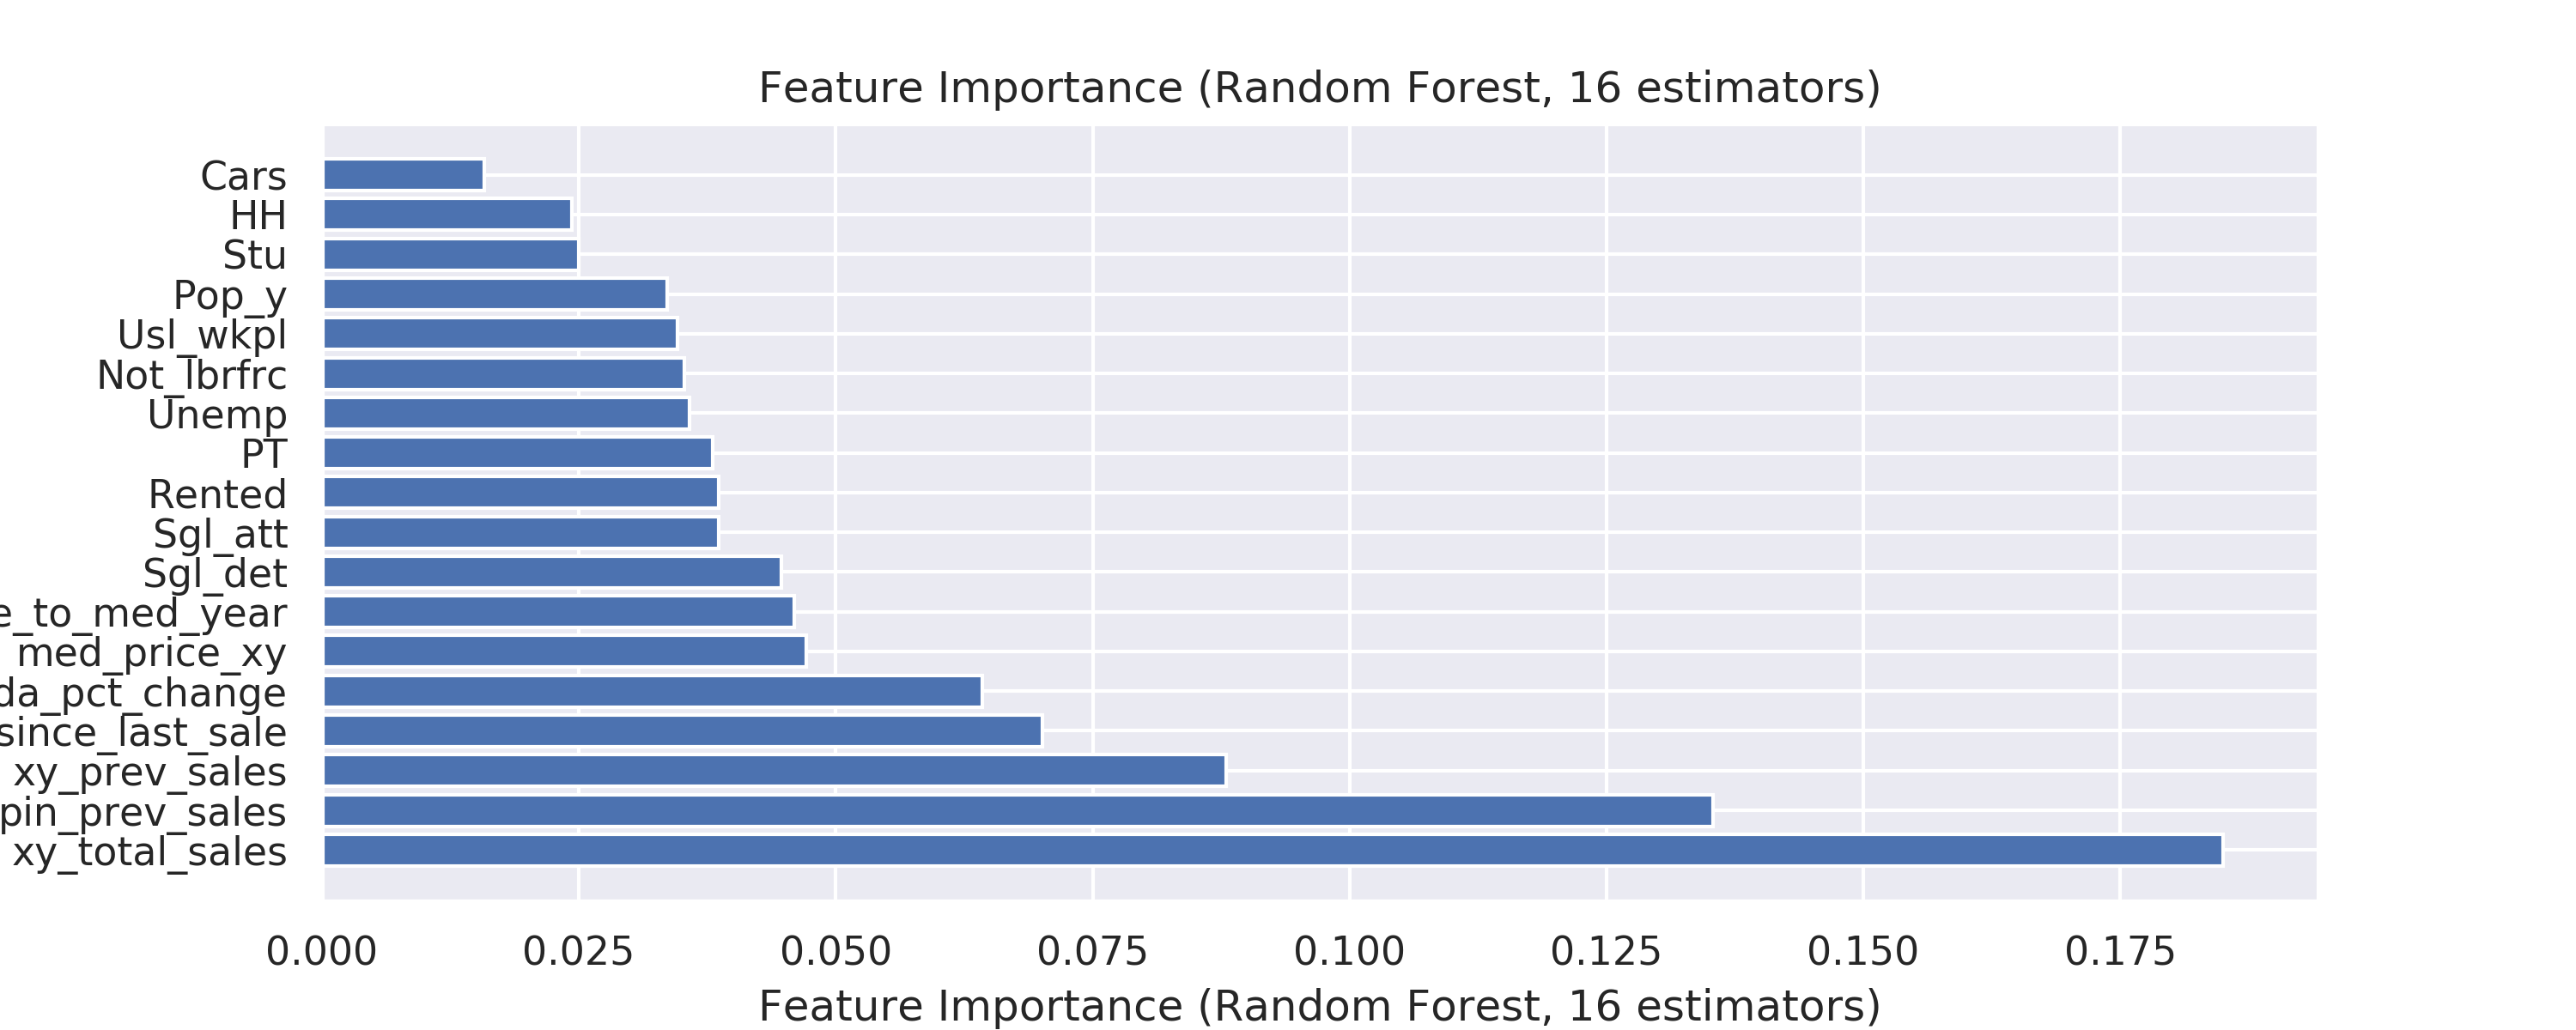 Feature Importance (Random Forest, 16 estimators)
Cars
HH
Stu
Pop_y
Usl_wkpl
Not_lbrfrc
Unemp
PT
Rented
Sgl_att
Sgl_det
e_to_med_year
med_price_xy
da_pct_change
since_last_sale
xy_prev_sales
pin_prev_sales
xy_total_sales
0.000 0.025 0.050 0.075 0.100 0.125 0.150 0.175
Feature Importance (Random Forest, 16 estimators)